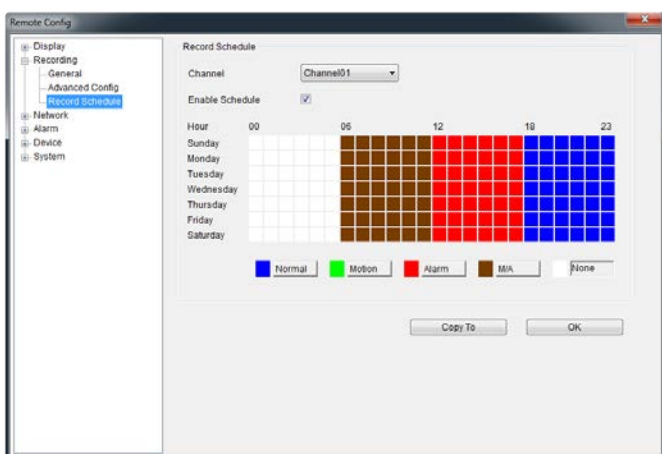 Remote Config
Display
Recording
General
Advanced Config
Record Schedule
Network
Alarm
Device
System
Record Schedule
Channel Channel01
Enable Schedule
Hour 00 06 12 18 23
Sunday
Monday
Tuesday
Wednesday
Thursday
Friday
Saturday
Normal Motion Alarm M/A None
Copy To OK